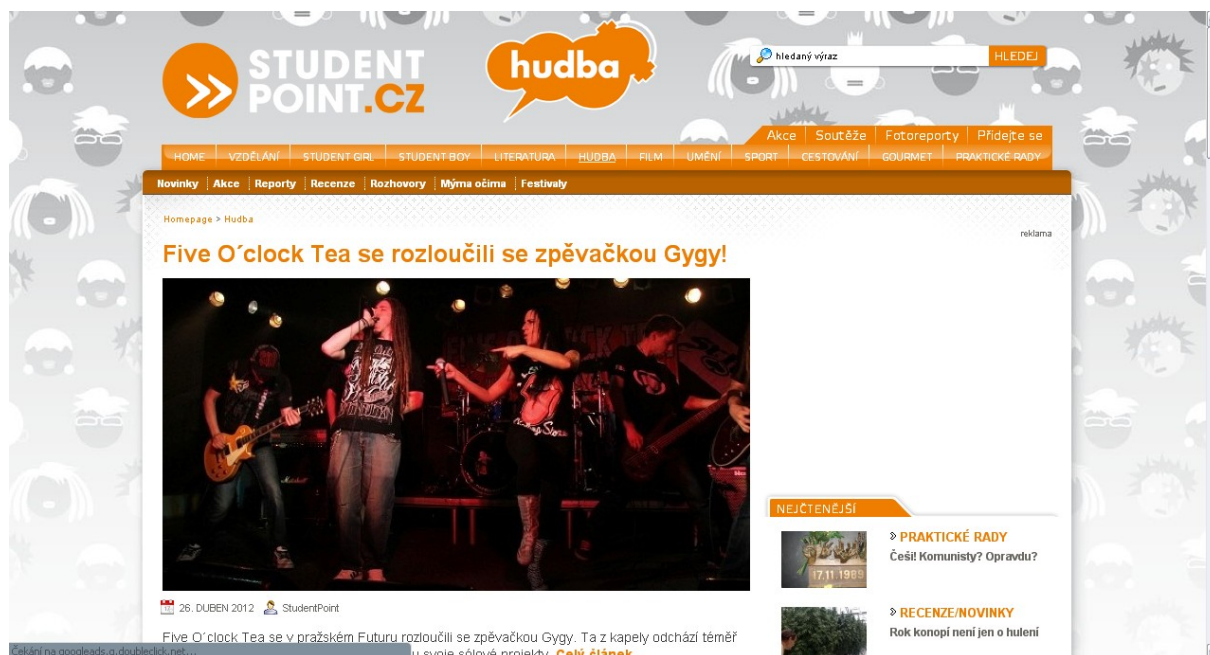 STUDENT
POINT.CZ
hudba
hledaný výraz
HLEDEJ
Akce Soutěže Fotoreporty Přidejte se
HOME VZDĚLÁNÍ STUDENT GIRL STUDENT BOY LITERATURA HUDBA FILM UMĚNÍ SPORT CESTOVÁNÍ GOURMET PRAKTICKÉ RADY
Novinky Akce Reporty Recenze Rozhovory Mýma očima Festivaly
Homepage > Hudba
reklama
Five O´clock Tea se rozloučili se zpěvačkou Gygy!
26. DUBEN 2012 StudentPoint
Five O´clock Tea se v pražském Futuru rozloučili se zpěvačkou Gygy. Ta z kapely odchází téměř
u svoje sólové projekty. Celý článek
NEJČTENĚJŠÍ
PRAKTICKÉ RADY
Češi! Komunisty? Opravdu?
17.11.1989
RECENZE/NOVINKY
Rok konopí není jen o hulení
Čekání na googleads.g.doubleclick.net...